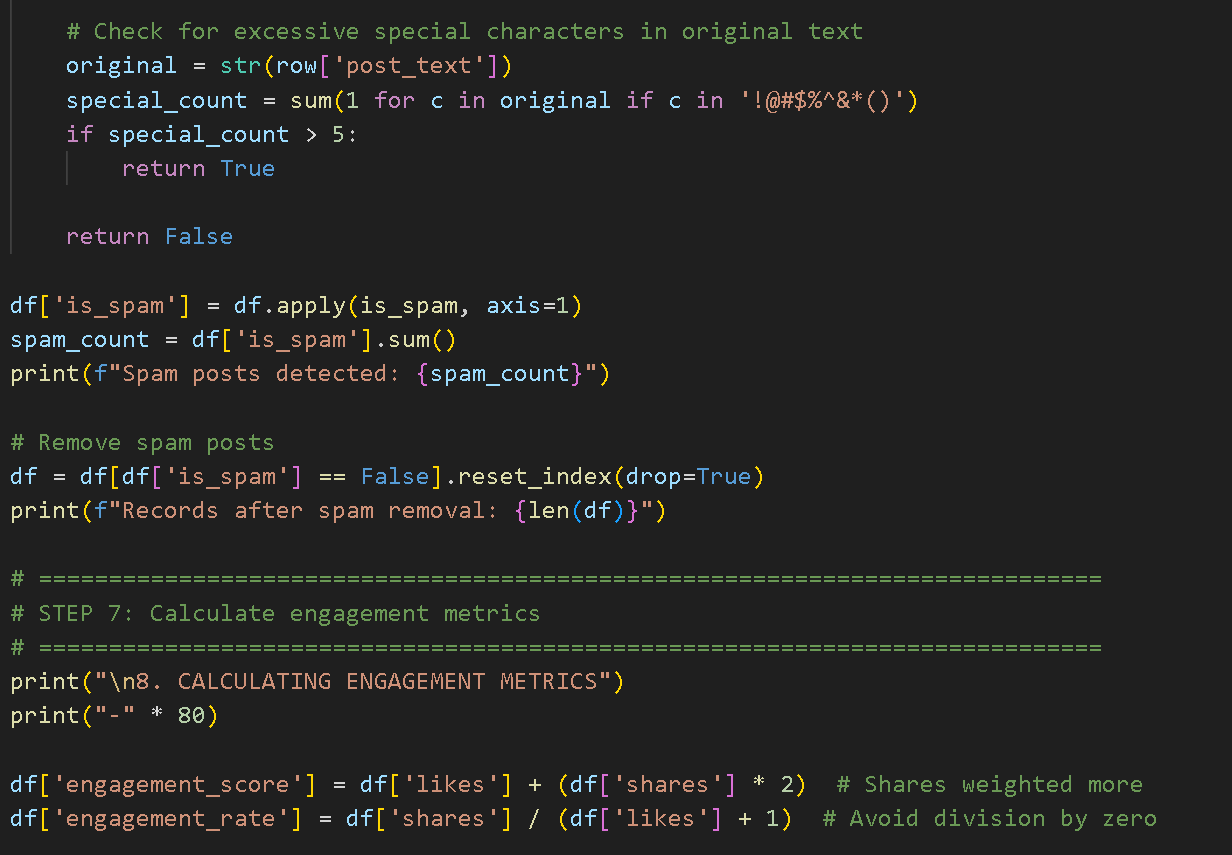 # Check for excessive special characters in original text
original = str(row['post_text'])
special_count = sum(1 for c in original if c in '!@#$%^&*()')
if special_count > 5:
return True
return False
df['is_spam'] = df.apply(is_spam, axis=1)
spam_count = df['is_spam'].sum()
print(f"Spam posts detected: {spam_count}")
# Remove spam posts
df = df[df['is_spam'] == False].reset_index(drop=True)
print(f"Records after spam removal: {len(df)}")
# ============================================================================
# STEP 7: Calculate engagement metrics
# ============================================================================
print("\n8. CALCULATING ENGAGEMENT METRICS")
print("-" * 80)
df['engagement_score'] = df['likes'] + (df['shares'] * 2)  # Shares weighted more
df['engagement_rate'] = df['shares'] / (df['likes'] + 1)  # Avoid division by zero